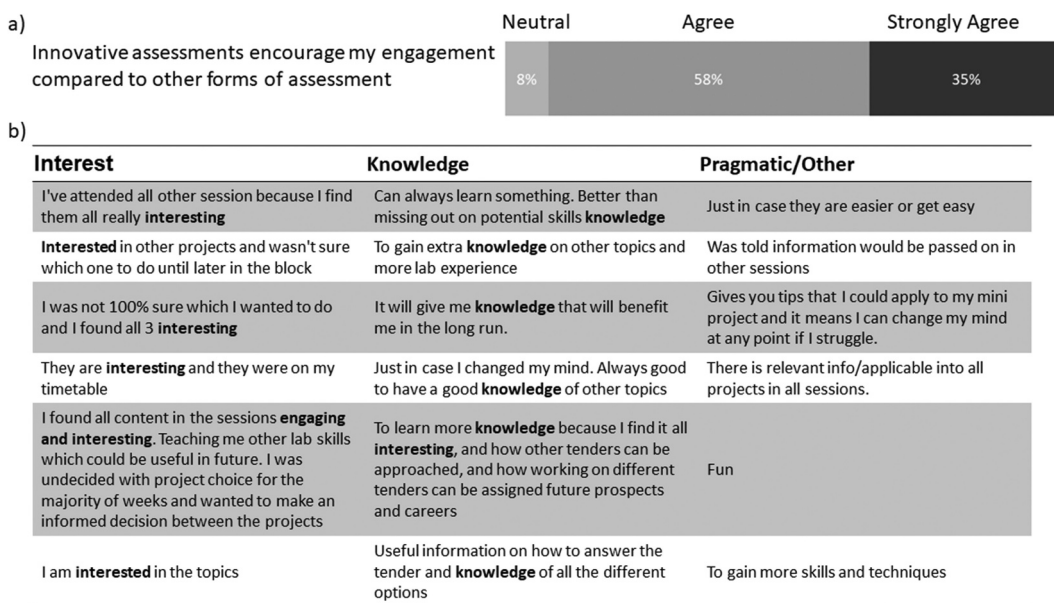 a)
Neutral Agree Strongly Agree
Innovative assessments encourage my engagement
compared to other forms of assessment
8% 58% 35%
b)
Interest Knowledge Pragmatic/Other
I've attended all other session because I find
them all really interesting
Can always learn something. Better than
missing out on potential skills knowledge
Just in case they are easier or get easy
Interested in other projects and wasn't sure
which one to do until later in the block
To gain extra knowledge on other topics and
more lab experience
Was told information would be passed on in
other sessions
I was not 100% sure which I wanted to do
and I found all 3 interesting
It will give me knowledge that will benefit
me in the long run.
Gives you tips that I could apply to my mini
project and it means I can change my mind
at any point if I struggle.
They are interesting and they were on my
timetable
Just in case I changed my mind. Always good
to have a good knowledge of other topics
There is relevant info/applicable into all
projects in all sessions.
I found all content in the sessions engaging
and interesting. Teaching me other lab skills
which could be useful in future. I was
undecided with project choice for the
majority of weeks and wanted to make an
informed decision between the projects
To learn more knowledge because I find it all
interesting, and how other tenders can be
approached, and how working on different
tenders can be assigned future prospects
and careers
Fun
I am interested in the topics
Useful information on how to answer the
tender and knowledge of all the different
options
To gain more skills and techniques